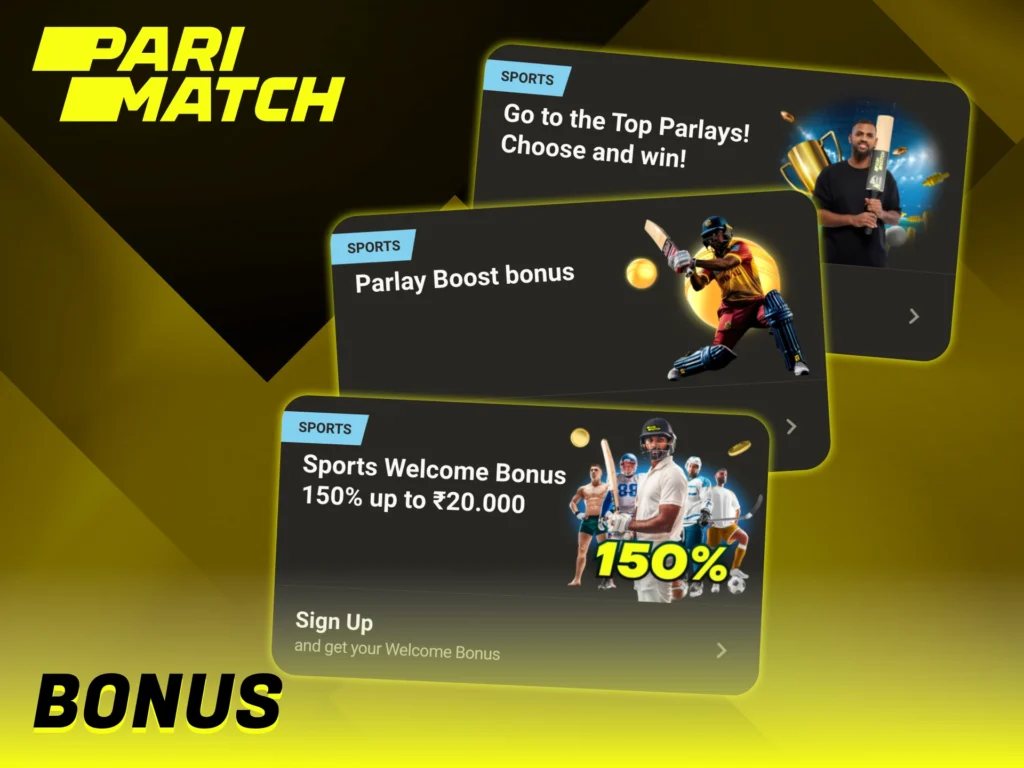 PARI
MATCH
SPORTS
Go to the Top Parlays!
Choose and win!
SPORTS
Parlay Boost bonus
SPORTS
Sports Welcome Bonus
150% up to ₹20.000
88
150%
Sign Up
and get your Welcome Bonus
BONUS